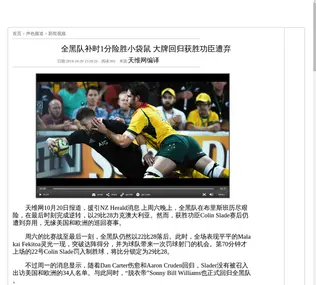 首页 > 声色频道 > 新闻视频
全黑队补时1分险胜小袋鼠 大牌回归获胜功臣遭弃
天维网编译
天维网10月20日报道，援引NZ Herald消息 上周六晚上，全黑队在布里斯班历尽艰
险，在最后时刻完成逆转，以29比28力克澳大利亚。然而，获胜功臣Colin Slade赛后仍
遭到弃用，无缘美国和欧洲的巡回赛事。
周六的比赛战至最后一刻，全黑队仍然以22比28落后。此时，全场表现平平的Mala
kai Fekitoa灵光一现，突破达阵得分，并为球队带来一次罚球射门的机会。第70分钟才
上场的22号Colin Slade罚入制胜球，将比分锁定为29比28。
不过周一的消息显示，随着Dan Carter伤愈和Aaron Cruden回归，Slade没有被召入
出访美国和欧洲的34人名单。与此同时，“脱衣帝”Sonny Bill Williams也正式回归全黑队
。